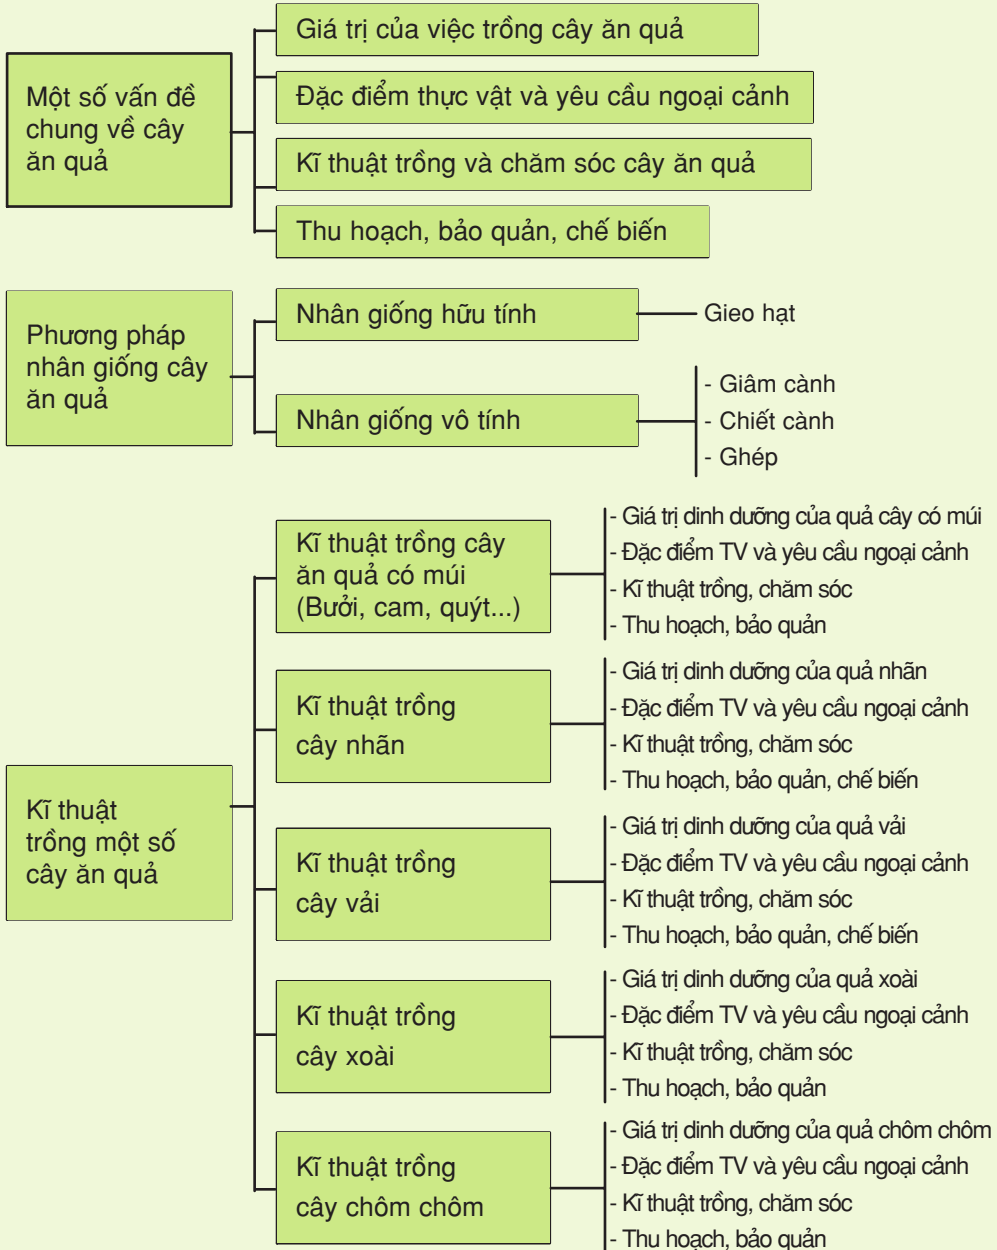 Một số vấn đề
chung về cây
ăn quả
Giá trị của việc trồng cây ăn quả
Đặc điểm thực vật và yêu cầu ngoại cảnh
Kĩ thuật trồng và chăm sóc cây ăn quả
Thu hoạch, bảo quản, chế biến
Phương pháp
nhân giống cây
ăn quả
Nhân giống hữu tính
Gieo hạt
Nhân giống vô tính
- Giâm cành
- Chiết cành
- Ghép
Kĩ thuật
trồng một số
cây ăn quả
Kĩ thuật trồng cây
ăn quả có múi
(Bưởi, cam, quýt...)
- Giá trị dinh dưỡng của quả cây có múi
- Đặc điểm TV và yêu cầu ngoại cảnh
- Kĩ thuật trồng, chăm sóc
- Thu hoạch, bảo quản
Kĩ thuật trồng
cây nhãn
- Giá trị dinh dưỡng của quả nhãn
- Đặc điểm TV và yêu cầu ngoại cảnh
- Kĩ thuật trồng, chăm sóc
- Thu hoạch, bảo quản, chế biến
Kĩ thuật trồng
cây vải
- Giá trị dinh dưỡng của quả vải
- Đặc điểm TV và yêu cầu ngoại cảnh
- Kĩ thuật trồng, chăm sóc
- Thu hoạch, bảo quản, chế biến
Kĩ thuật trồng
cây xoài
- Giá trị dinh dưỡng của quả xoài
- Đặc điểm TV và yêu cầu ngoại cảnh
- Kĩ thuật trồng, chăm sóc
- Thu hoạch, bảo quản
Kĩ thuật trồng
cây chôm chôm
- Giá trị dinh dưỡng của quả chôm chôm
- Đặc điểm TV và yêu cầu ngoại cảnh
- Kĩ thuật trồng, chăm sóc
- Thu hoạch, bảo quản